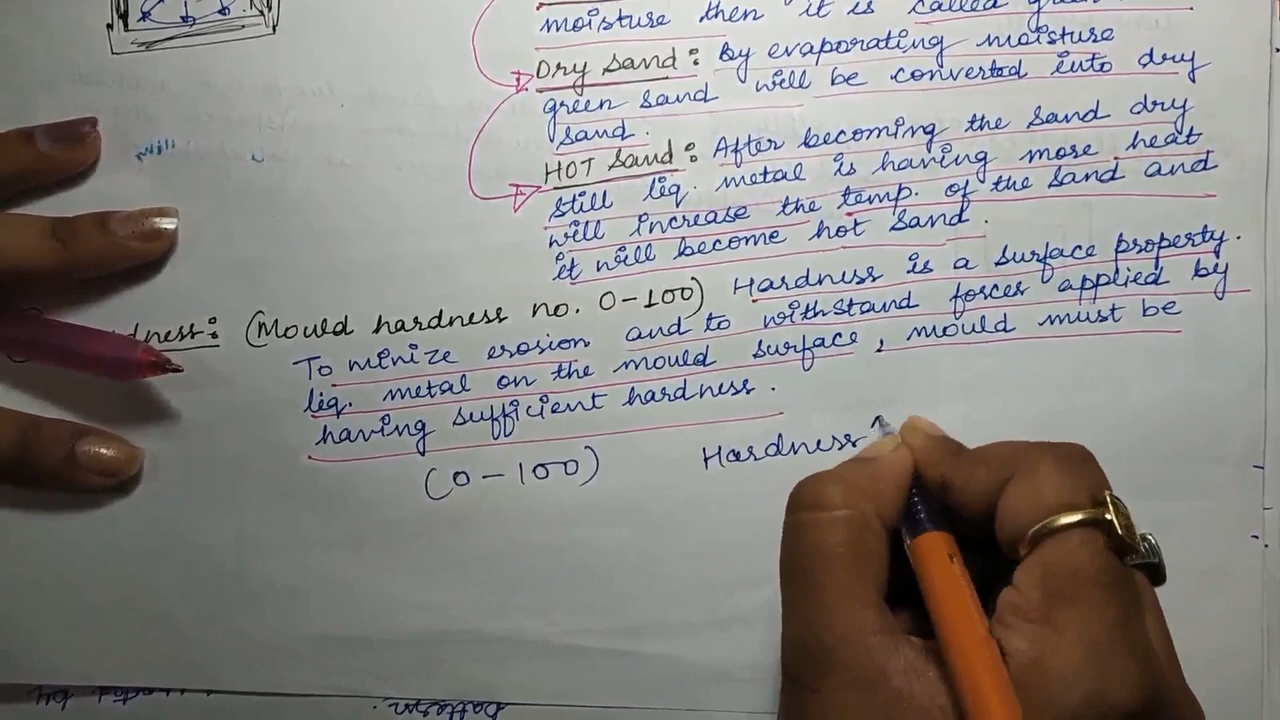 moisture then it is called green
Dry Sand: By evaporating moisture
green sand will be converted into dry
sand.
HOT Sand: After becoming the sand dry
still liq. metal is having more heat
will increase the temp. of the sand and
it will become hot sand.
dness: (Mould hardness no. 0-100) Hardness is a surface property.
To minize erosion and to withstand forces applied by
liq. metal on the mould surface, mould must be
having sufficient hardness.
(0-100) Hardness ↑